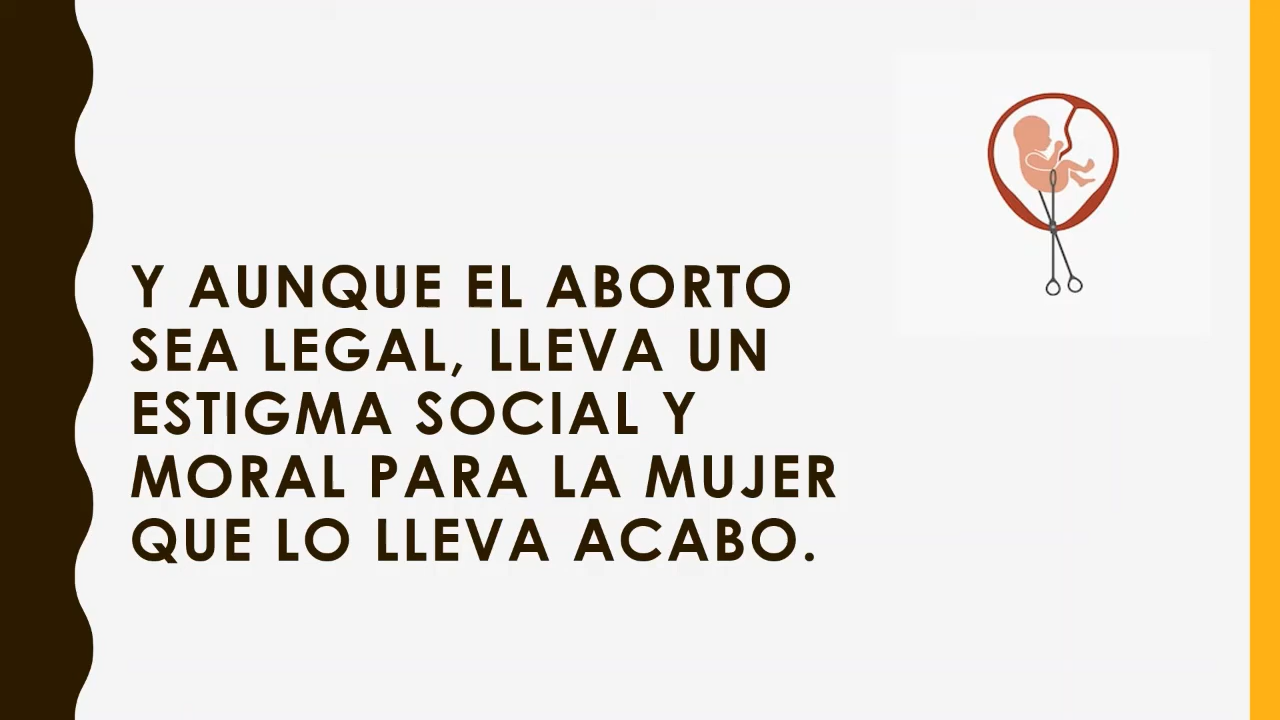 Y AUNQUE EL ABORTO
SEA LEGAL, LLEVA UN
ESTIGMA SOCIAL Y
MORAL PARA LA MUJER
QUE LO LLEVA ACABO.